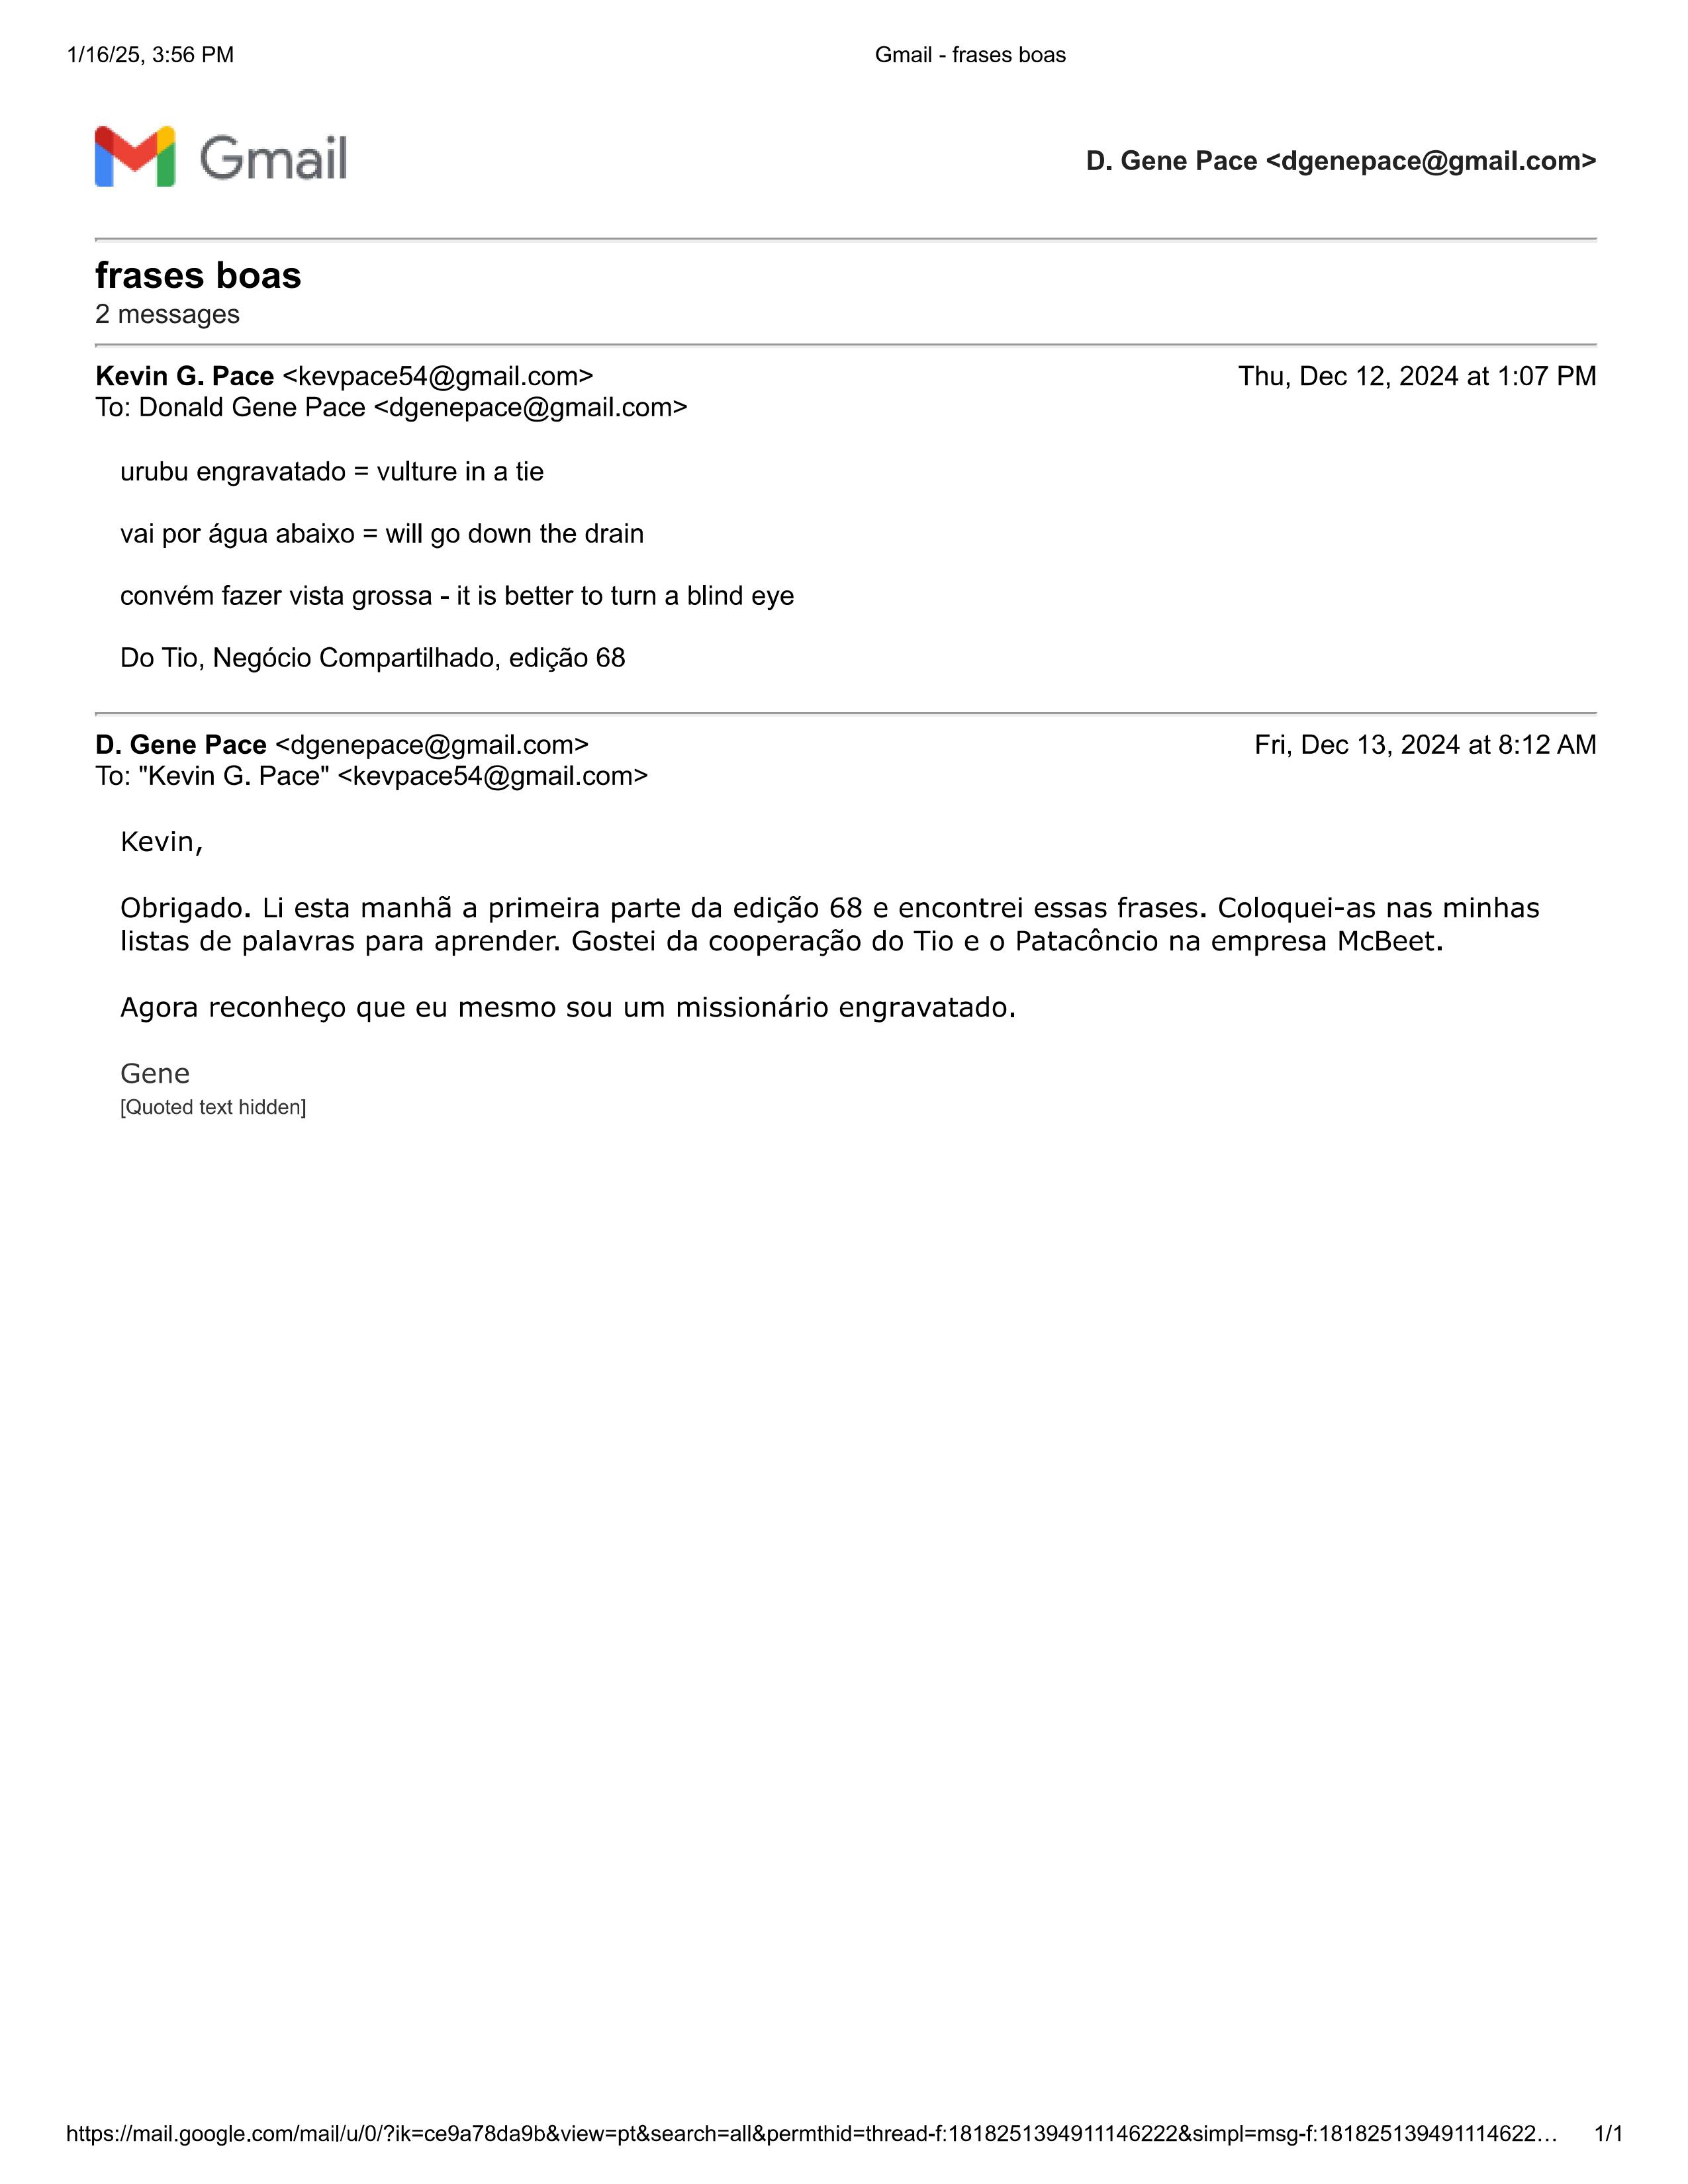 1/16/25, 3:56 PM
Gmail - frases boas
Gmail
D. Gene Pace <dgenepace@gmail.com>
frases boas
2 messages
Kevin G. Pace <kevpace54@gmail.com>
Thu, Dec 12, 2024 at 1:07 PM
To: Donald Gene Pace <dgenepace@gmail.com>
urubu engravatado = vulture in a tie
vai por água abaixo = will go down the drain
convém fazer vista grossa - it is better to turn a blind eye
Do Tio, Negócio Compartilhado, edição 68
D. Gene Pace <dgenepace@gmail.com>
Fri, Dec 13, 2024 at 8:12 AM
To: "Kevin G. Pace" <kevpace54@gmail.com>
Kevin,
Obrigado. Li esta manhã a primeira parte da edição 68 e encontrei essas frases. Coloquei-as nas minhas
listas de palavras para aprender. Gostei da cooperação do Tio e o Patacôncio na empresa McBeet.
Agora reconheço que eu mesmo sou um missionário engravatado.
Gene
[Quoted text hidden]
https://mail.google.com/mail/u/0/?ik=ce9a78da9b&view=pt&search=all&permthid=thread-f:1818251394911146222&simpl=msg-f:181825139491114622…
1/1